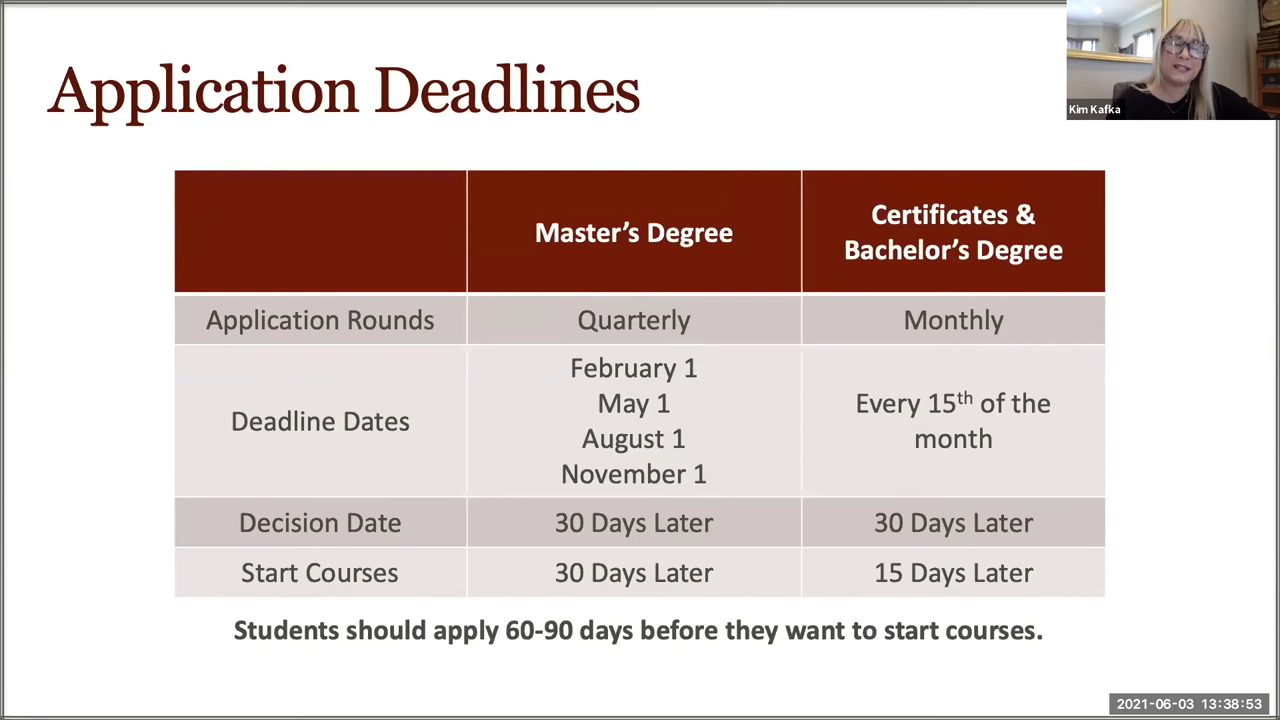 Application Deadlines
Kim Kafka
Master's Degree
Certificates &
Bachelor's Degree
Application Rounds
Quarterly
Monthly
Deadline Dates
February 1
May 1
August 1
November 1
Every 15th of the
month
Decision Date
30 Days Later
30 Days Later
Start Courses
30 Days Later
15 Days Later
Students should apply 60-90 days before they want to start courses.
2021-06-03 13:38:53